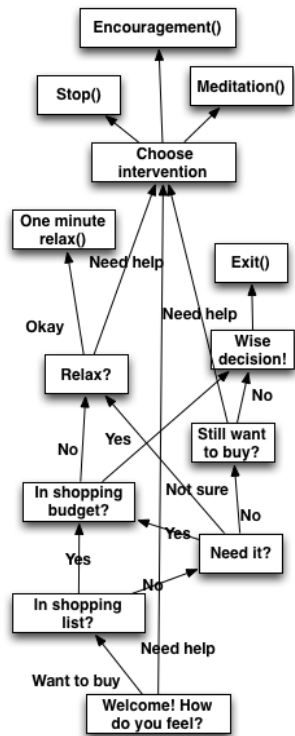 Encouragement()
Stop()
Meditation()
Choose
intervention
One minute
relax()
Need help
Exit()
Need help
Okay
Wise
decision!
Relax?
No
Yes
Still want
to buy?
No
In shopping
budget?
Not sure
No
Yes
Need it?
Yes
No
In shopping
list?
Need help
Want to buy
Welcome! How
do you feel?